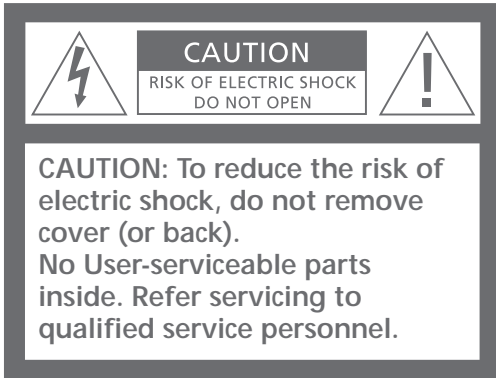 CAUTION
RISK OF ELECTRIC SHOCK
DO NOT OPEN
CAUTION: To reduce the risk of
electric shock, do not remove
cover (or back).
No User-serviceable parts
inside. Refer servicing to
qualified service personnel.